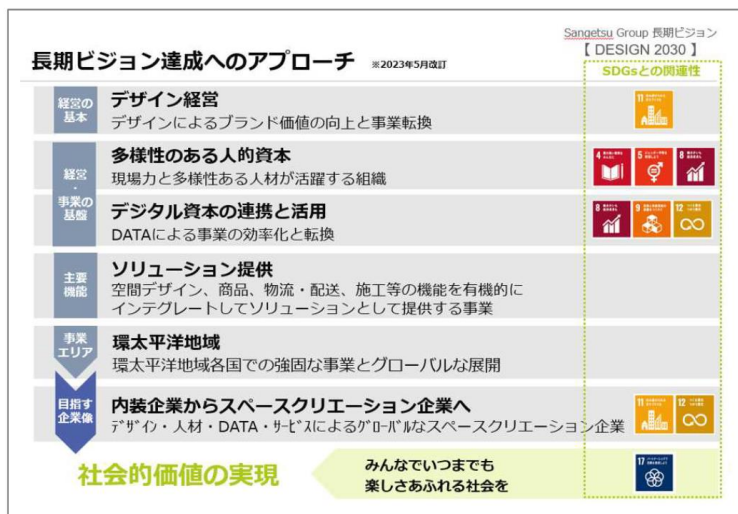 Sangetsu Group 長期ビジョン
【 DESIGN 2030 】
長期ビジョン達成へのアプローチ ※2023年5月改訂
SDGsとの関連性
経営の
基本
デザイン経営
デザインによるブランド価値の向上と事業転換
11
経営
・
事業の
基盤
多様性のある人的資本
現場力と多様性ある人材が活躍する組織
4
5
8
デジタル資本の連携と活用
DATAによる事業の効率化と転換
8
9
12
主要
機能
ソリューション提供
空間デザイン、商品、物流・配送、施工等の機能を有機的に
インテグレートしてソリューションとして提供する事業
事業
エリア
環太平洋地域
環太平洋地域各国での強固な事業とグローバルな展開
目指す
企業像
内装企業からスペースクリエーション企業へ
ﾃﾞｻﾞｲﾝ・人材・DATA・ｻｰﾋﾞｽによるｸﾞﾛｰﾊﾞﾙなスペースクリエーション企業
11
12
社会的価値の実現
みんなでいつまでも
楽しさあふれる社会を
17